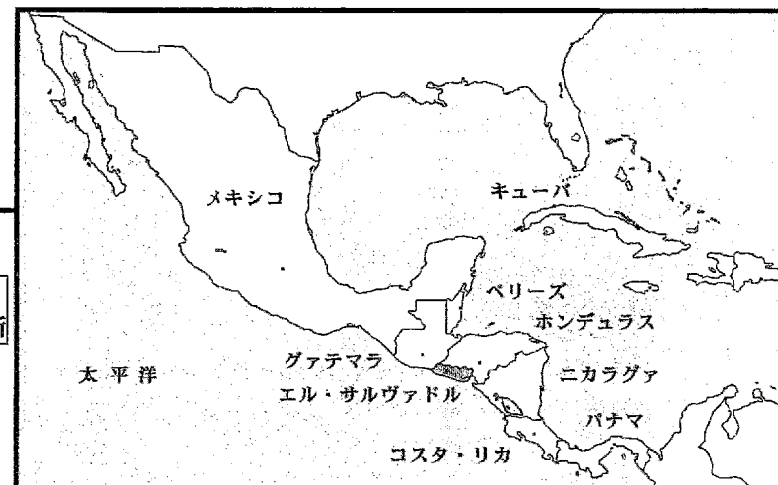 メキシコ
キューバ
ベリーズ
ホンデュラス
グァテマラ
太平洋
ニカラグァ
エル・サルヴァドル
パナマ
コスタ・リカ